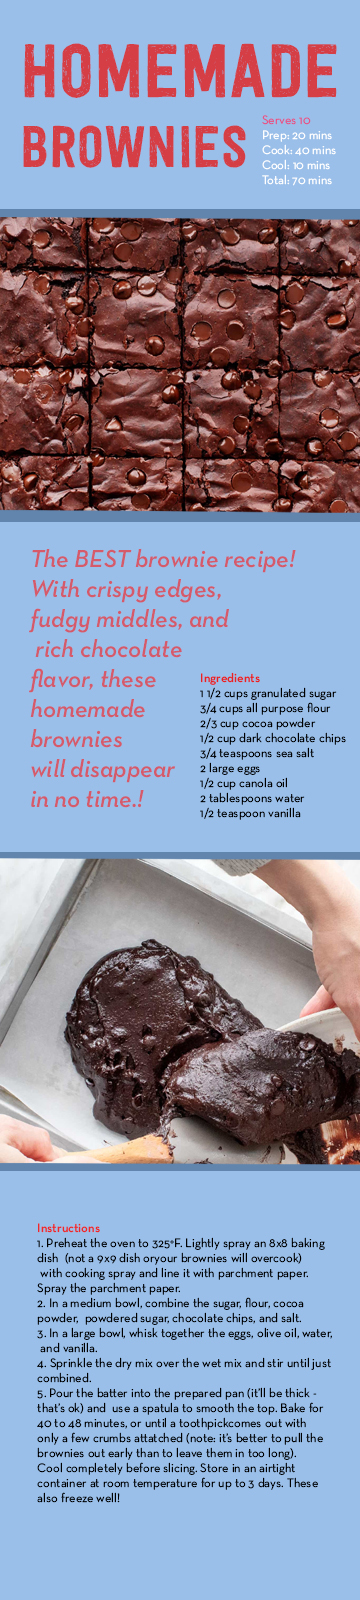 HOMEMADE
BROWNIES
Serves 10
Prep: 20 mins
Cook: 40 mins
Cool: 10 mins
Total: 70 mins
The BEST brownie recipe!
With crispy edges,
fudgy middles, and
rich chocolate
flavor, these
homemade
brownies
will disappear
in no time.!
Ingredients
1 1/2 cups granulated sugar
3/4 cups all purpose flour
2/3 cup cocoa powder
1/2 cup dark chocolate chips
3/4 teaspoons sea salt
2 large eggs
1/2 cup canola oil
2 tablespoons water
1/2 teaspoon vanilla
Instructions
1. Preheat the oven to 325°F. Lightly spray an 8x8 baking
dish (not a 9x9 dish oryour brownies will overcook)
with cooking spray and line it with parchment paper.
Spray the parchment paper.
2. In a medium bowl, combine the sugar, flour, cocoa
powder, powdered sugar, chocolate chips, and salt.
3. In a large bowl, whisk together the eggs, olive oil, water,
and vanilla.
4. Sprinkle the dry mix over the wet mix and stir until just
combined.
5. Pour the batter into the prepared pan (it'll be thick -
that's ok) and use a spatula to smooth the top. Bake for
40 to 48 minutes, or until a toothpickcomes out with
only a few crumbs attatched (note: it's better to pull the
brownies out early than to leave them in too long).
Cool completely before slicing. Store in an airtight
container at room temperature for up to 3 days. These
also freeze well!